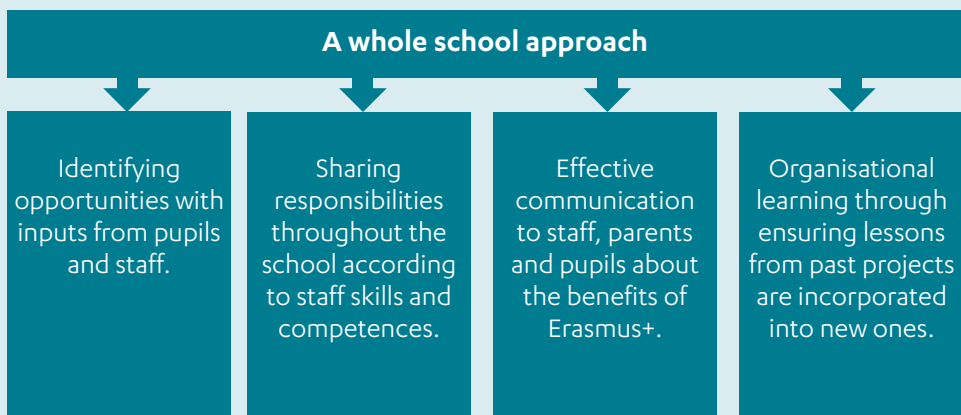 A whole school approach
Identifying
opportunities with
inputs from pupils
and staff.
Sharing
responsibilities
throughout the
school according
to staff skills and
competences.
Effective
communication
to staff, parents
and pupils about
the benefits of
Erasmus+.
Organisational
learning through
ensuring lessons
from past projects
are incorporated
into new ones.